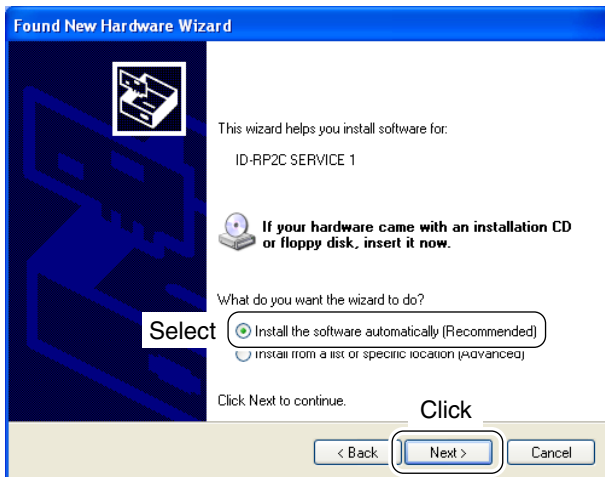 Found New Hardware Wizard
This wizard helps you install software for:
ID-RP2C SERVICE 1
If your hardware came with an installation CD
or floppy disk, insert it now.
What do you want the wizard to do?
Select
Install the software automatically (Recommended)
Install from a list or specific location (Advanced)
Click Next to continue.
Click
< Back
Next >
Cancel